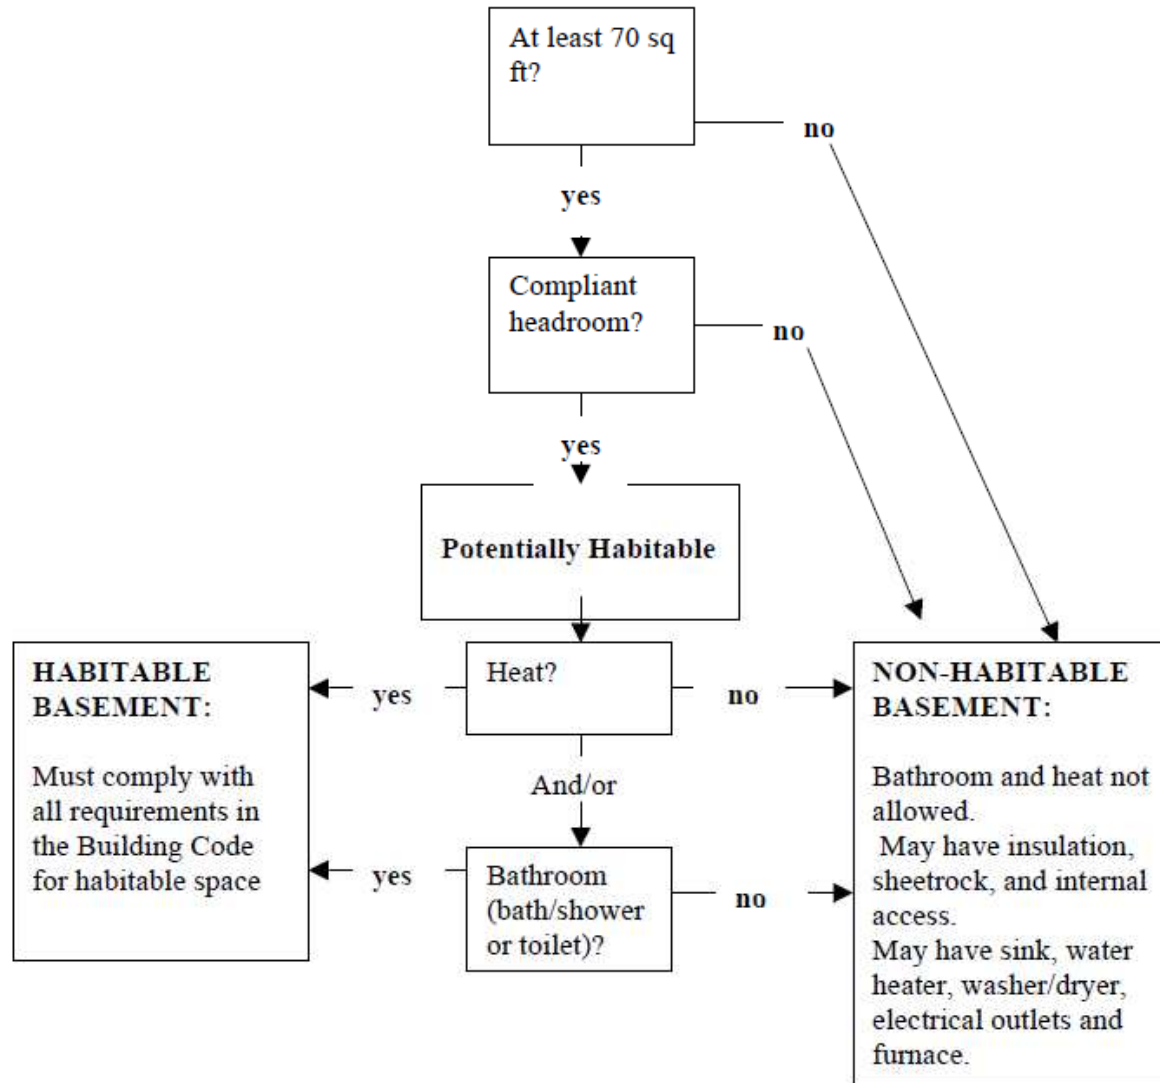 At least 70 sq
ft?
no
yes
Compliant
headroom?
no
yes
Potentially Habitable
HABITABLE
BASEMENT:
Must comply with
all requirements in
the Building Code
for habitable space
yes
Heat?
no
And/or
yes
Bathroom
(bath/shower
or toilet)?
no
NON-HABITABLE
BASEMENT:
Bathroom and heat not
allowed.
May have insulation,
sheetrock, and internal
access.
May have sink, water
heater, washer/dryer,
electrical outlets and
furnace.